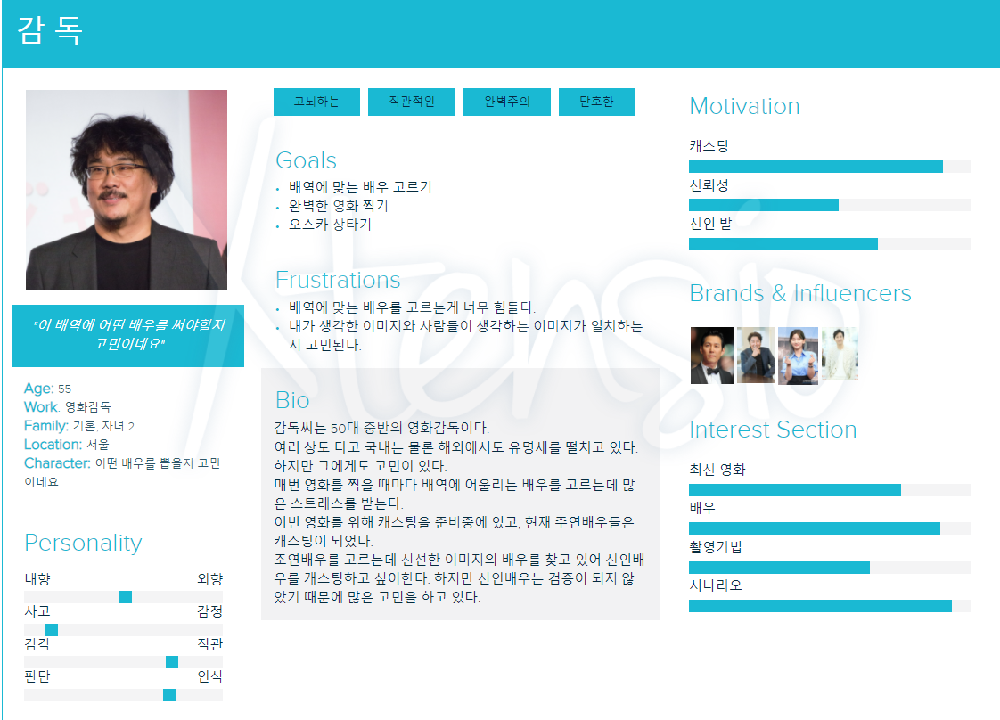 감 독
"이 배역에 어떤 배우를 써야할지
고민이네요"
Age: 55
Work: 영화감독
Family: 기혼, 자녀 2
Location: 서울
Character: 어떤 배우를 뽑을지 고민
이네요
Personality
내향 외향
사고 감정
감각 직관
판단 인식
고뇌하는 직관적인 완벽주의 단호한
Goals
배역에 맞는 배우 고르기
완벽한 영화 찍기
오스카 상타기
Frustrations
배역에 맞는 배우를 고르는게 너무 힘들다.
내가 생각한 이미지와 사람들이 생각하는 이미지가 일치하는
지 고민된다.
Bio
감독씨는 50대 중반의 영화감독이다.
여러 상도 타고 국내는 물론 해외에서도 유명세를 떨치고 있다.
하지만 그에게도 고민이 있다.
매번 영화를 찍을 때마다 배역에 어울리는 배우를 고르는데 많
은 스트레스를 받는다.
이번 영화를 위해 캐스팅을 준비중에 있고, 현재 주연배우들은
캐스팅이 되었다.
조연배우를 고르는데 신선한 이미지의 배우를 찾고 있어 신인배
우를 캐스팅하고 싶어한다. 하지만 신인배우는 검증이 되지 않
았기 때문에 많은 고민을 하고 있다.
Motivation
캐스팅
신뢰성
신인 발
Brands & Influencers
Interest Section
최신 영화
배우
촬영기법
시나리오
Xtensio